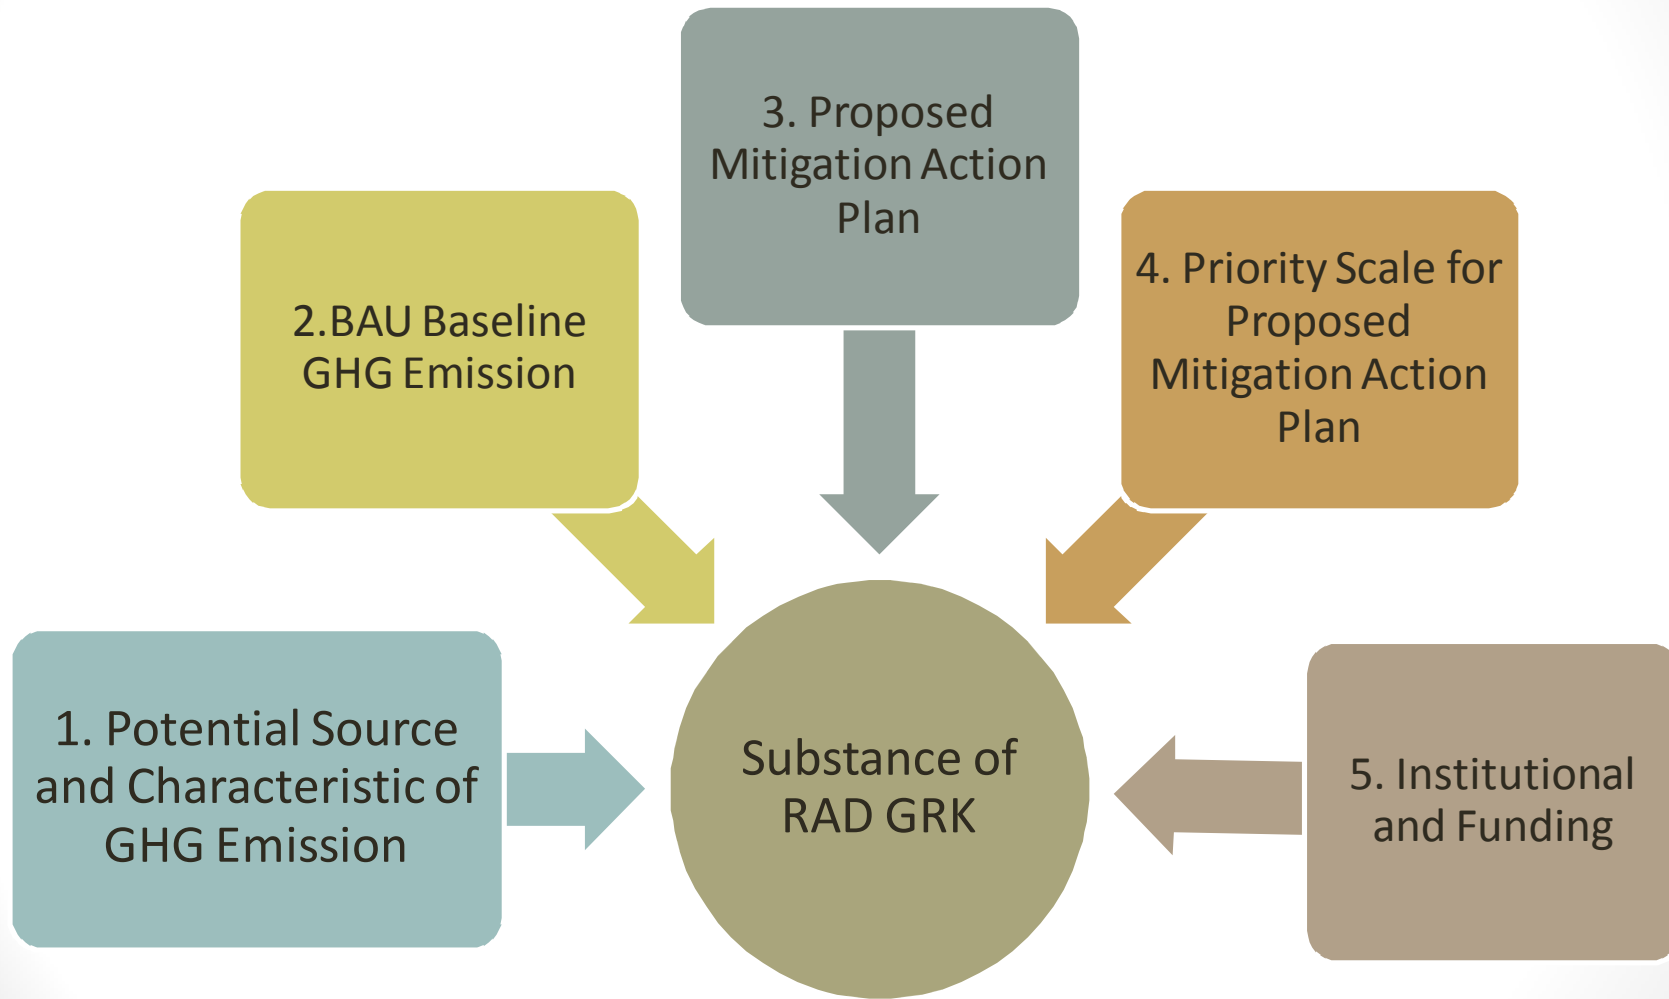 1. Potential Source
and Characteristic of
GHG Emission
2.BAU Baseline
GHG Emission
3. Proposed
Mitigation Action
Plan
4. Priority Scale for
Proposed
Mitigation Action
Plan
5. Institutional
and Funding
Substance of
RAD GRK